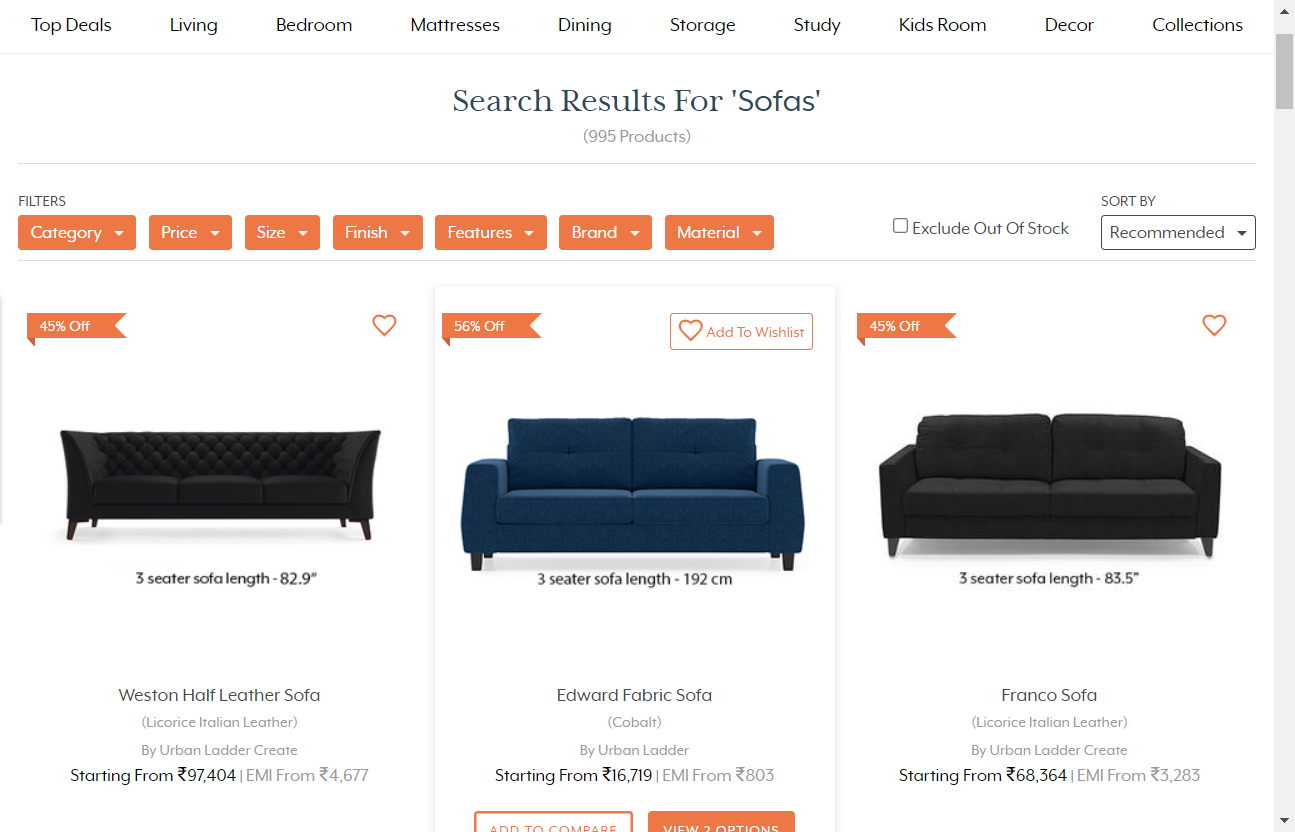 Top Deals Living Bedroom Mattresses Dining Storage Study Kids Room Decor Collections
Search Results For 'Sofas'
(995 Products)
FILTERS
SORT BY
Category Price Size Finish Features Brand Material Exclude Out Of Stock Recommended
45% Off
56% Off Add To Wishlist
45% Off
3 seater sofa length - 82.9"
3 seater sofa length - 192 cm
3 seater sofa length - 83.5"
Weston Half Leather Sofa
(Licorice Italian Leather)
By Urban Ladder Create
Starting From ₹97,404 | EMI From ₹4,677
Edward Fabric Sofa
(Cobalt)
By Urban Ladder
Starting From ₹16,719 | EMI From ₹803
ADD TO COMPARE VIEW 2 OPTIONS
Franco Sofa
(Licorice Italian Leather)
By Urban Ladder Create
Starting From ₹68,364 | EMI From ₹3,283